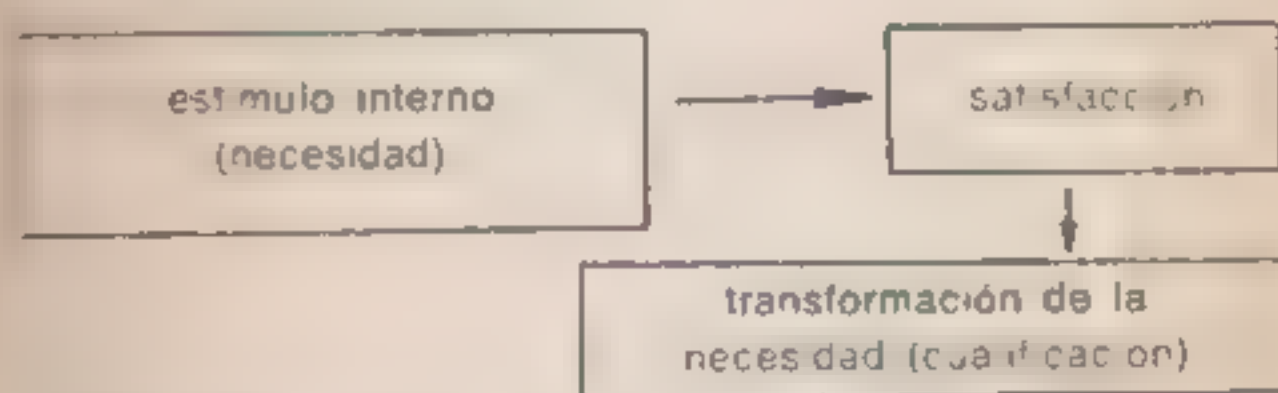 estímulo interno
(necesidad)
satisfacción
transformación de la
necesidad (cualificación)